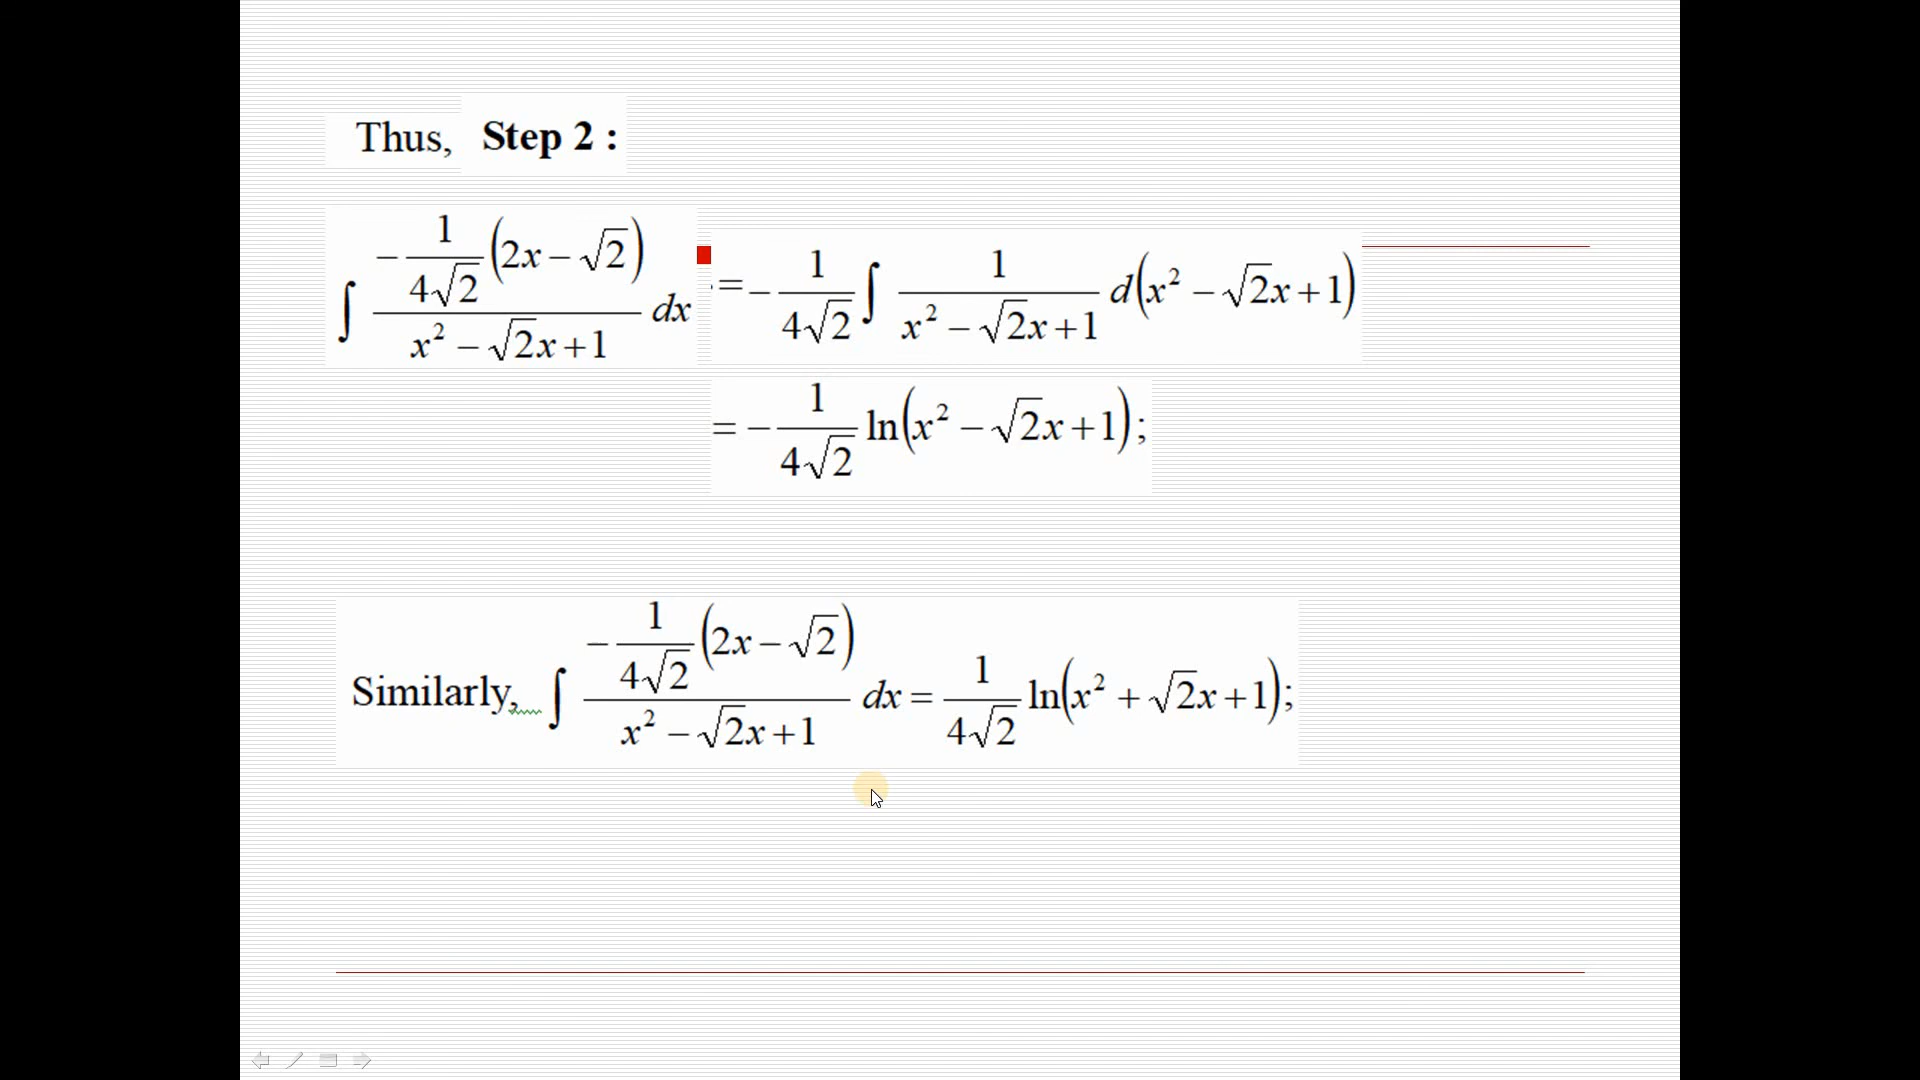 Thus, Step 2 :
∫ (−1/(4√2) (2x − √2)) / (x² − √2x + 1) dx = −1/(4√2) ∫ 1/(x² − √2x + 1) d(x² − √2x + 1)
= −1/(4√2) ln(x² − √2x + 1);
Similarly, ∫ (−1/(4√2) (2x − √2)) / (x² − √2x + 1) dx = 1/(4√2) ln(x² + √2x + 1);